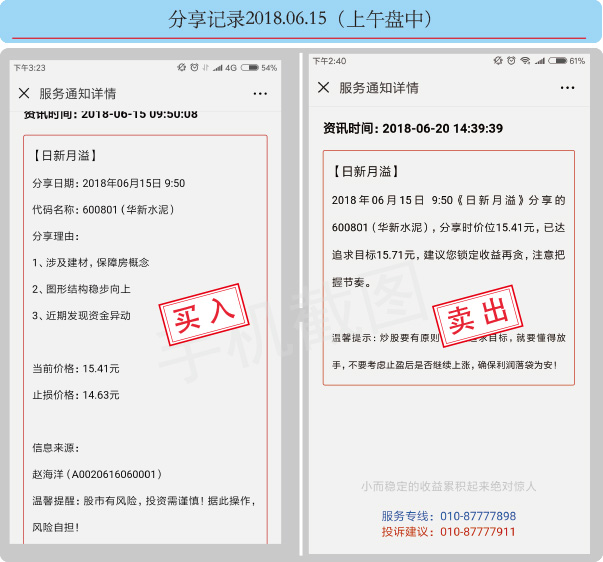 分享记录2018.06.15（上午盘中）
下午3:23
4G
54%
服务通知详情
资讯时间: 2018-06-15 09:50:08
【日新月溢】
分享日期: 2018年06月15日 9:50
代码名称: 600801 (华新水泥)
分享理由:
1、涉及建材，保障房概念
2、图形结构稳步向上
3、近期发现资金异动
买入
当前价格: 15.41元
止损价格: 14.63元
信息来源:
赵海洋 (A0020616060001)
温馨提醒: 股市有风险，投资需谨慎！据此操作，
风险自担！
下午2:40
61%
服务通知详情
资讯时间: 2018-06-20 14:39:39
【日新月溢】
2018年06月15日 9:50《日新月溢》分享的
600801 (华新水泥)，分享时价位15.41元，已达
追求目标15.71元，建议您锁定收益再贪，注意把
握节奏。
卖出
温馨提示: 炒股要有原则 求目标，就要懂得放
手，不要考虑止盈后是否继续上涨，确保利润落袋为安！
小而稳定的收益累积起来绝对惊人
服务专线: 010-87777898
投诉建议: 010-87777911
手机截图